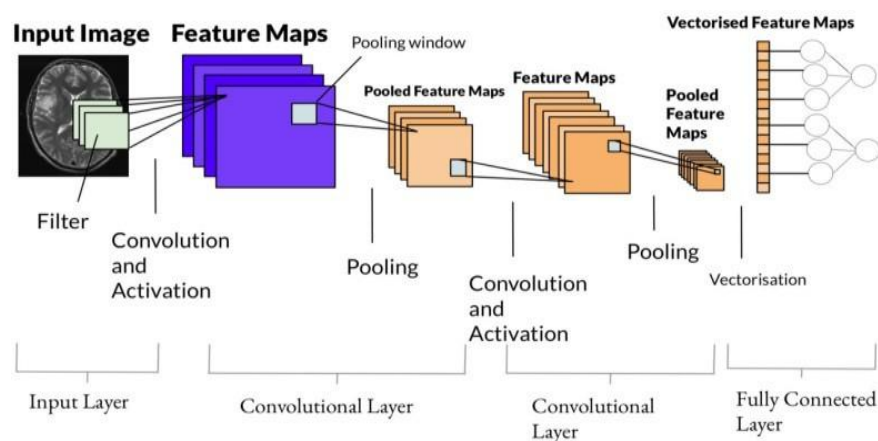 Input Image
Feature Maps
Pooling window
Pooled Feature Maps
Feature Maps
Vectorised Feature Maps
Pooled
Feature
Maps
Filter
Convolution
and
Activation
Pooling
Convolution
and
Activation
Pooling
Vectorisation
Input Layer
Convolutional Layer
Convolutional
Layer
Fully Connected
Layer